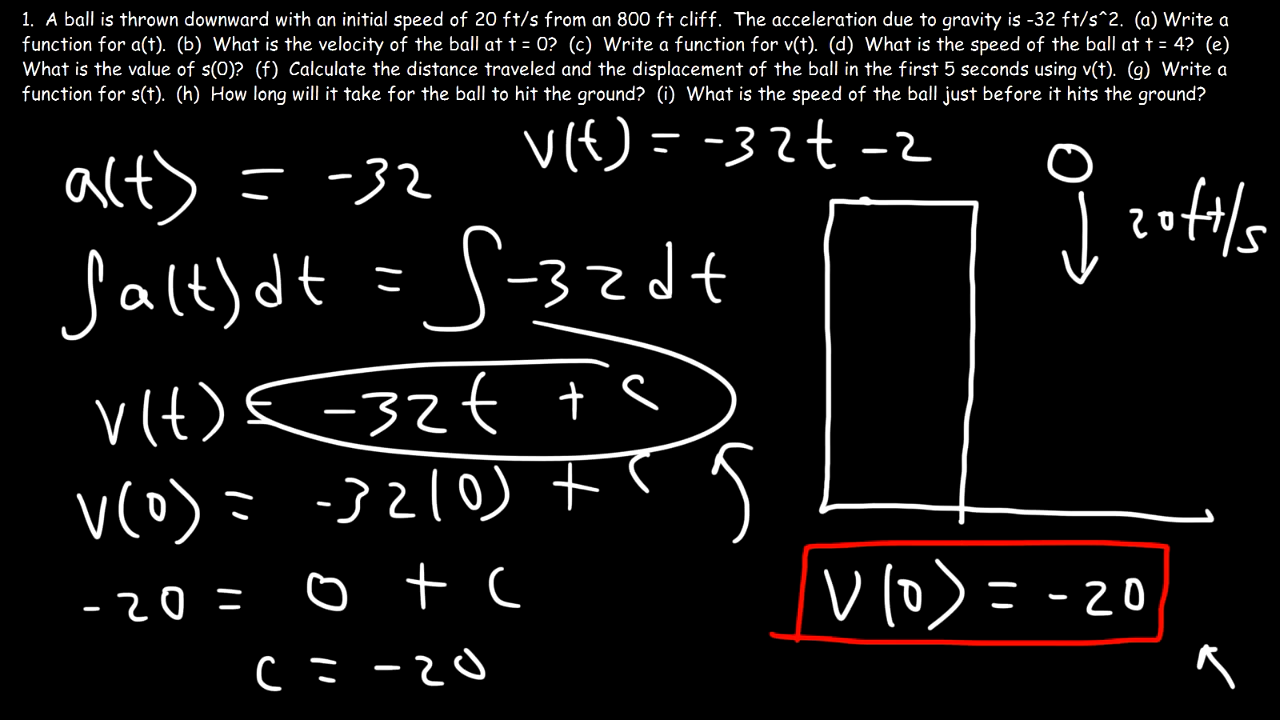 1. A ball is thrown downward with an initial speed of 20 ft/s from an 800 ft cliff. The acceleration due to gravity is -32 ft/s^2. (a) Write a
function for a(t). (b) What is the velocity of the ball at t = 0? (c) Write a function for v(t). (d) What is the speed of the ball at t = 4? (e)
What is the value of s(0)? (f) Calculate the distance traveled and the displacement of the ball in the first 5 seconds using v(t). (g) Write a
function for s(t). (h) How long will it take for the ball to hit the ground? (i) What is the speed of the ball just before it hits the ground?
v(t) = -32t - 2
a(t) = -32
20 ft/s
∫a(t)dt = ∫-32dt
v(t) = -32t + c
v(0) = -32(0) + c
-20 = 0 + c
V(0) = -20
c = -20